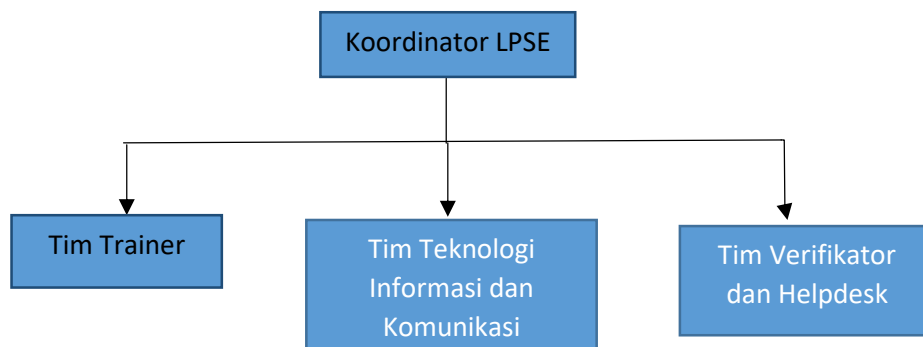 Koordinator LPSE
Tim Trainer
Tim Teknologi
Informasi dan
Komunikasi
Tim Verifikator
dan Helpdesk